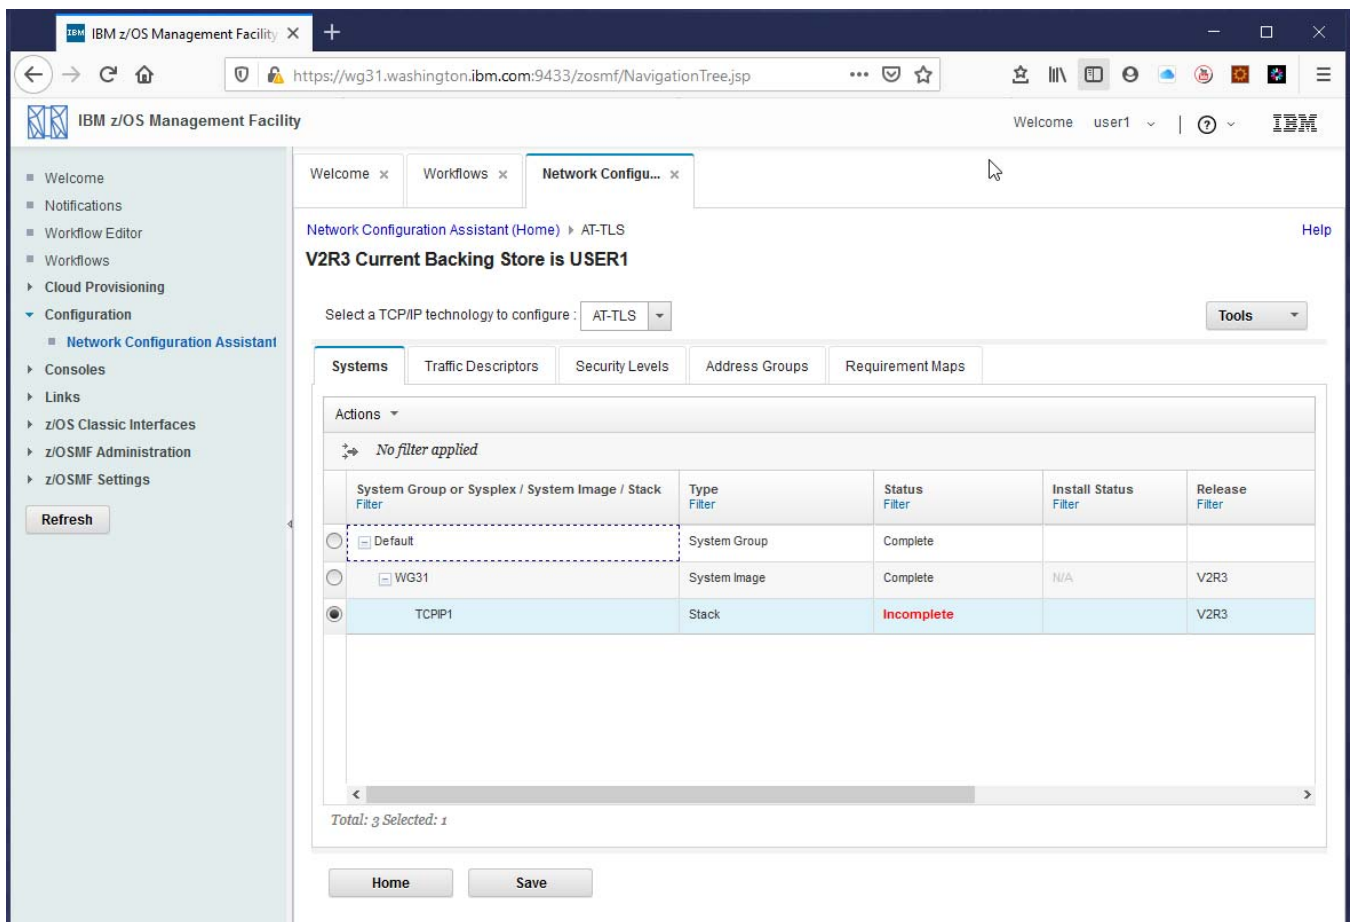 IBM IBM z/OS Management Facility
https://wg31.washington.ibm.com:9433/zosmf/NavigationTree.jsp
IBM z/OS Management Facility
Welcome user1
IBM
Welcome
Notifications
Workflow Editor
Workflows
Cloud Provisioning
Configuration
Network Configuration Assistant
Consoles
Links
z/OS Classic Interfaces
z/OSMF Administration
z/OSMF Settings
Refresh
Welcome Workflows Network Configu...
Network Configuration Assistant (Home) AT-TLS Help
V2R3 Current Backing Store is USER1
Select a TCP/IP technology to configure : AT-TLS Tools
Systems Traffic Descriptors Security Levels Address Groups Requirement Maps
Actions
No filter applied
System Group or Sysplex / System Image / Stack Type Status Install Status Release
Filter Filter Filter Filter Filter
Default System Group Complete
WG31 System Image Complete N/A V2R3
TCPIP1 Stack Incomplete V2R3
Total: 3 Selected: 1
Home Save